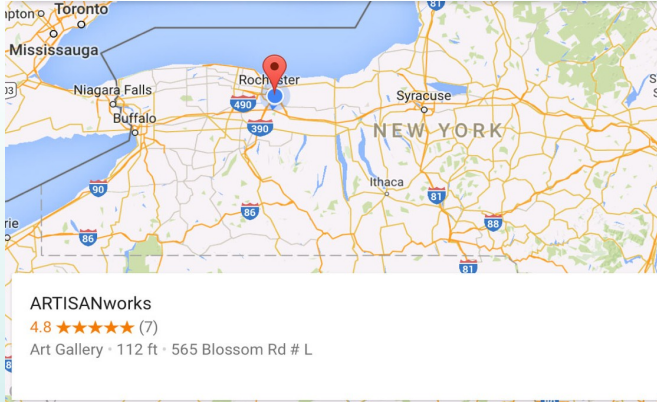 81
Toronto
Mississauga
Rochester
Niagara Falls
490
Syracuse
Buffalo
390
NEW YORK
Ithaca
90
81
86
88
86
81
ARTISANworks
4.8 ★★★★★ (7)
Art Gallery • 112 ft • 565 Blossom Rd # L